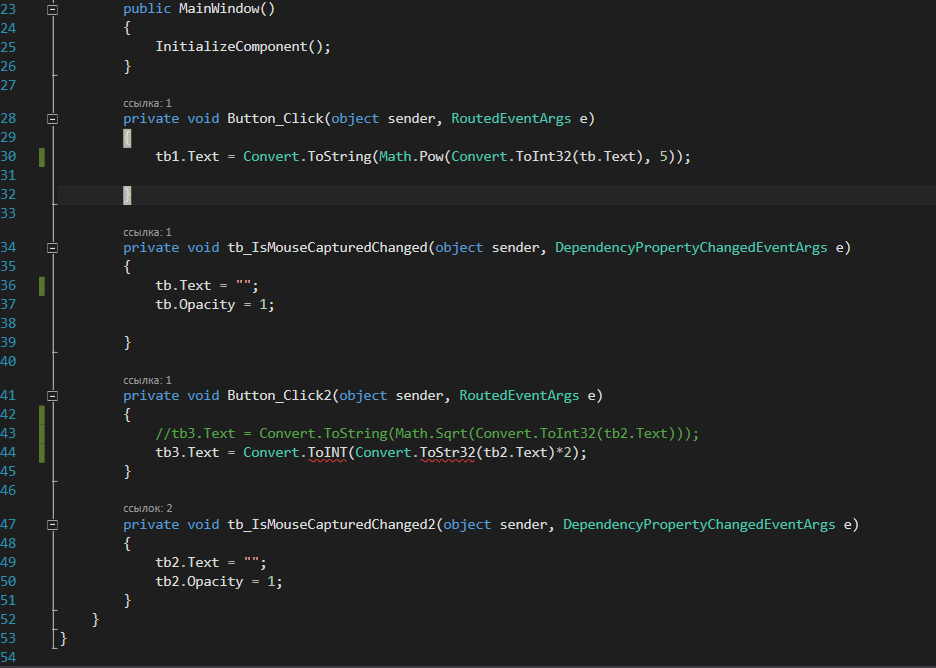 23 public MainWindow()
24 {
25 InitializeComponent();
26 }
27
ссылка: 1
28 private void Button_Click(object sender, RoutedEventArgs e)
29 {
30 tb1.Text = Convert.ToString(Math.Pow(Convert.ToInt32(tb.Text), 5));
31
32 }
33
ссылка: 1
34 private void tb_IsMouseCapturedChanged(object sender, DependencyPropertyChangedEventArgs e)
35 {
36 tb.Text = "";
37 tb.Opacity = 1;
38
39 }
40
ссылка: 1
41 private void Button_Click2(object sender, RoutedEventArgs e)
42 {
43 //tb3.Text = Convert.ToString(Math.Sqrt(Convert.ToInt32(tb2.Text)));
44 tb3.Text = Convert.ToINT(Convert.ToStr32(tb2.Text)*2);
45 }
46
ссылок: 2
47 private void tb_IsMouseCapturedChanged2(object sender, DependencyPropertyChangedEventArgs e)
48 {
49 tb2.Text = "";
50 tb2.Opacity = 1;
51 }
52 }
53 }
54